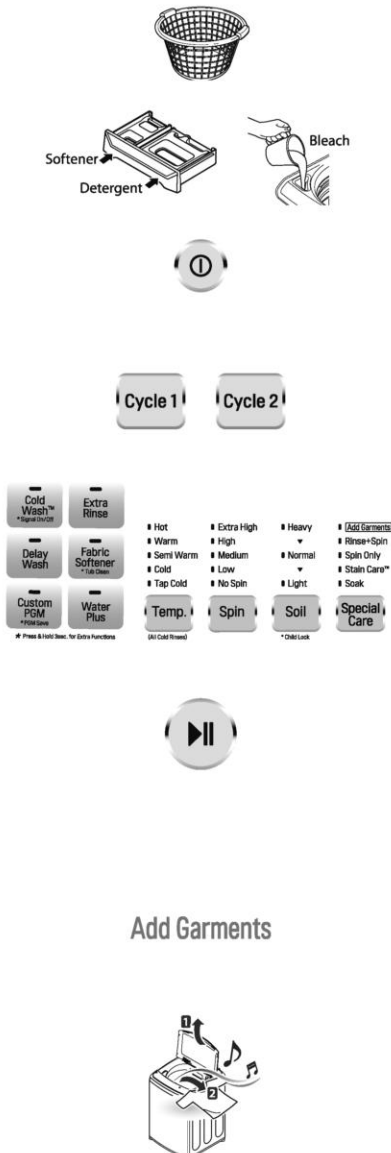 Softener
Detergent
Bleach
Cycle 1
Cycle 2
Cold
Wash™
* Signal On/Off
Extra
Rinse
Delay
Wash
Fabric
Softener
* Tub Clean
Custom
PGM
* PGM Save
Water
Plus
* Press & Hold 3sec. for Extra Functions
Hot
Warm
Semi Warm
Cold
Tap Cold
Temp.
(All Cold Rinses)
Extra High
High
Medium
Low
No Spin
Spin
Heavy
Normal
Light
Soil
* Child Lock
Add Garments
Rinse+Spin
Spin Only
Stain Care™
Soak
Special
Care
Add Garments
1
2